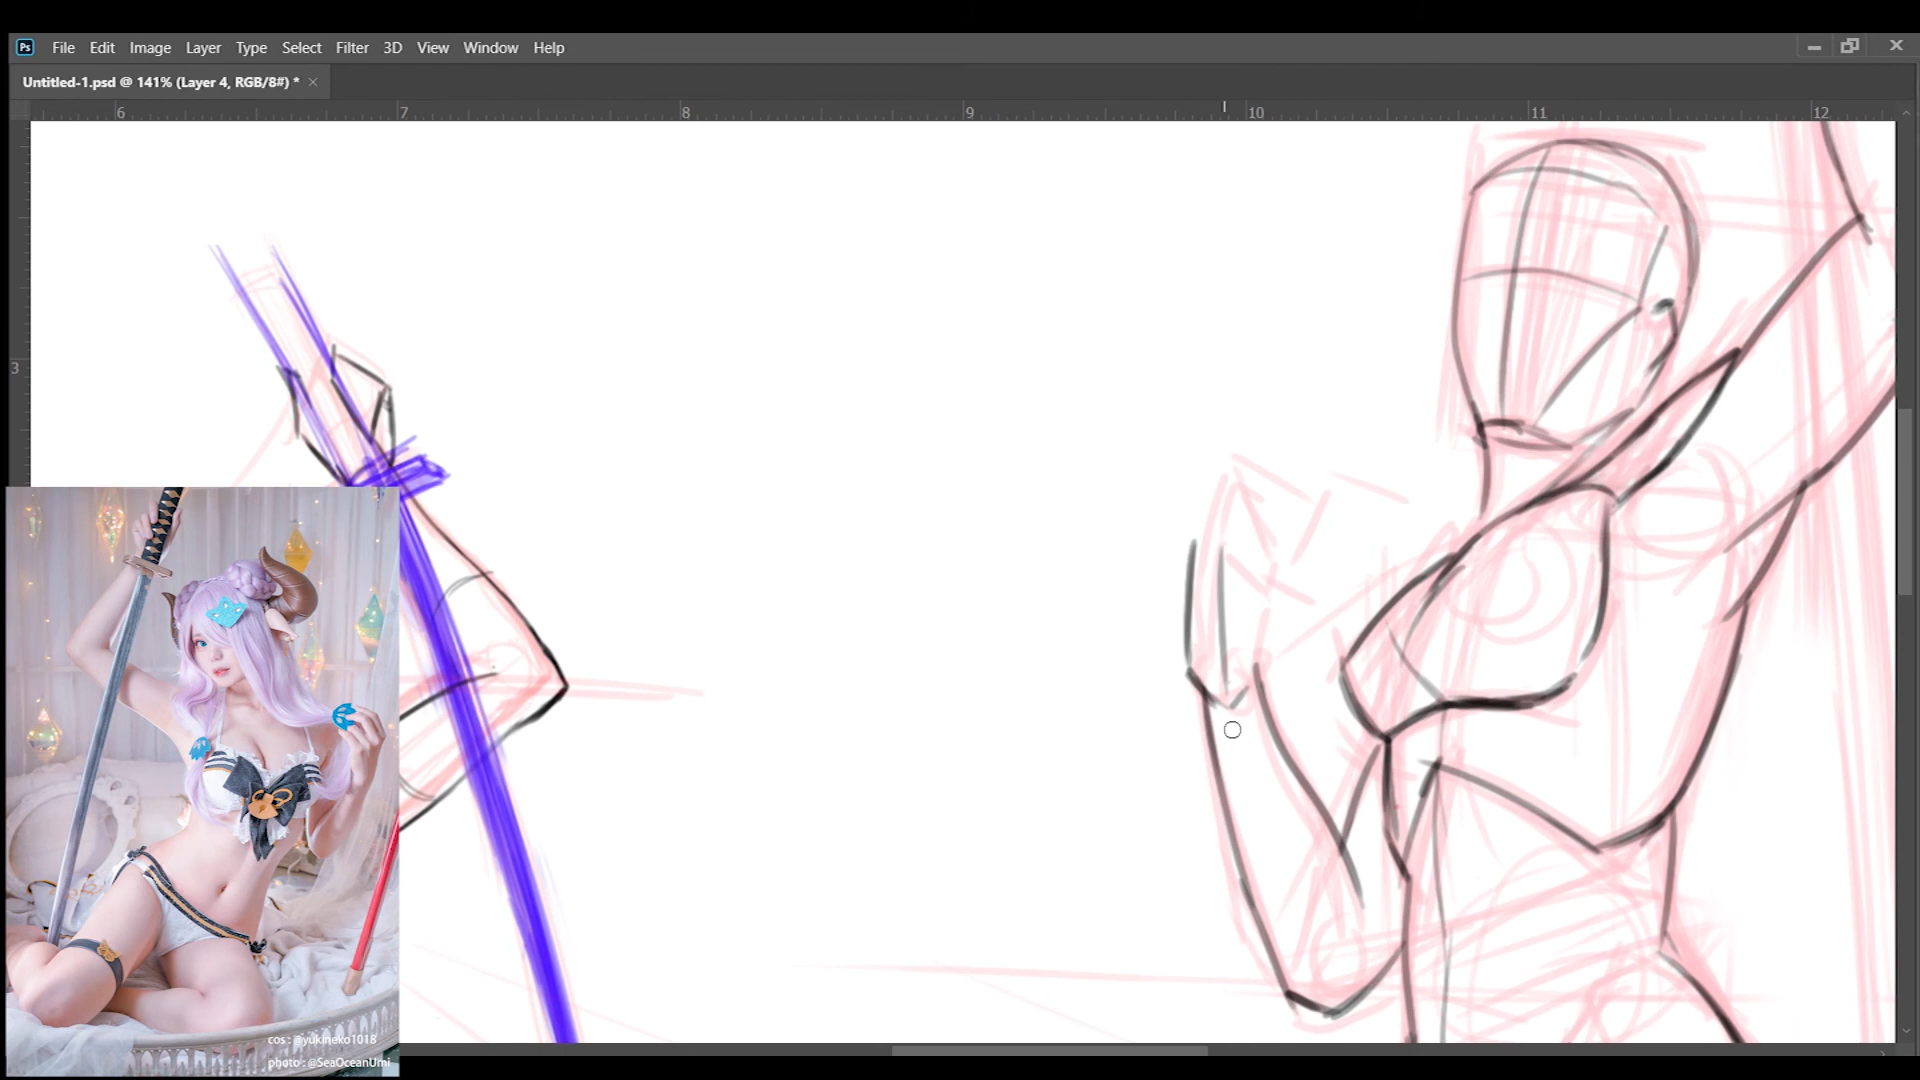 Ps File Edit Image Layer Type Select Filter 3D View Window Help
Untitled-1.psd @ 141% (Layer 4, RGB/8#) * ×
6 7 8 9 10 11 12
3
cos : @yukineko1018
photo : @SeaOceanUmi